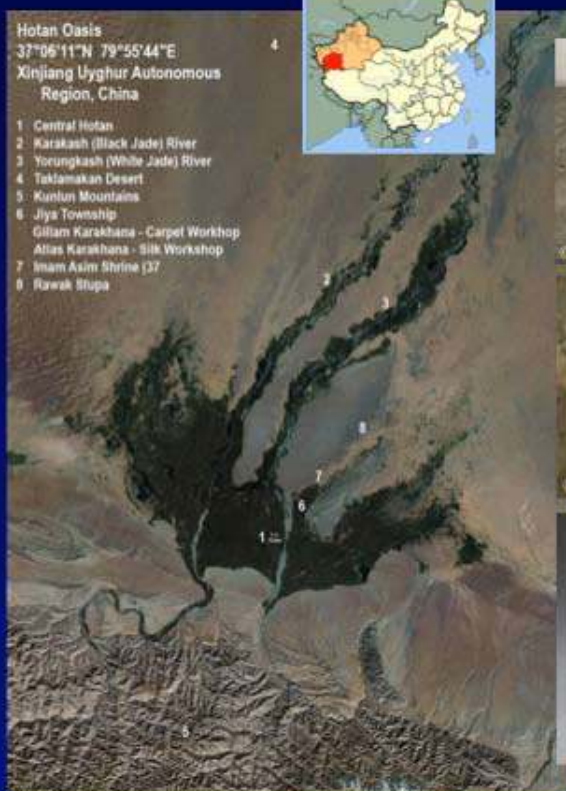 Hotan Oasis
37°06'11"N 79°55'44"E
Xinjiang Uyghur Autonomous
Region, China
1 Central Hotan
2 Karakash (Black Jade) River
3 Yorungkash (White Jade) River
4 Taklamakan Desert
5 Kunlun Mountains
6 Jiya Township
Gillam Karakhana - Carpet Workhop
Atlas Karakhana - Silk Workshop
7 Imam Asim Shrine (37
8 Rawak Stupa
4
2
3
8
7
6
1
5